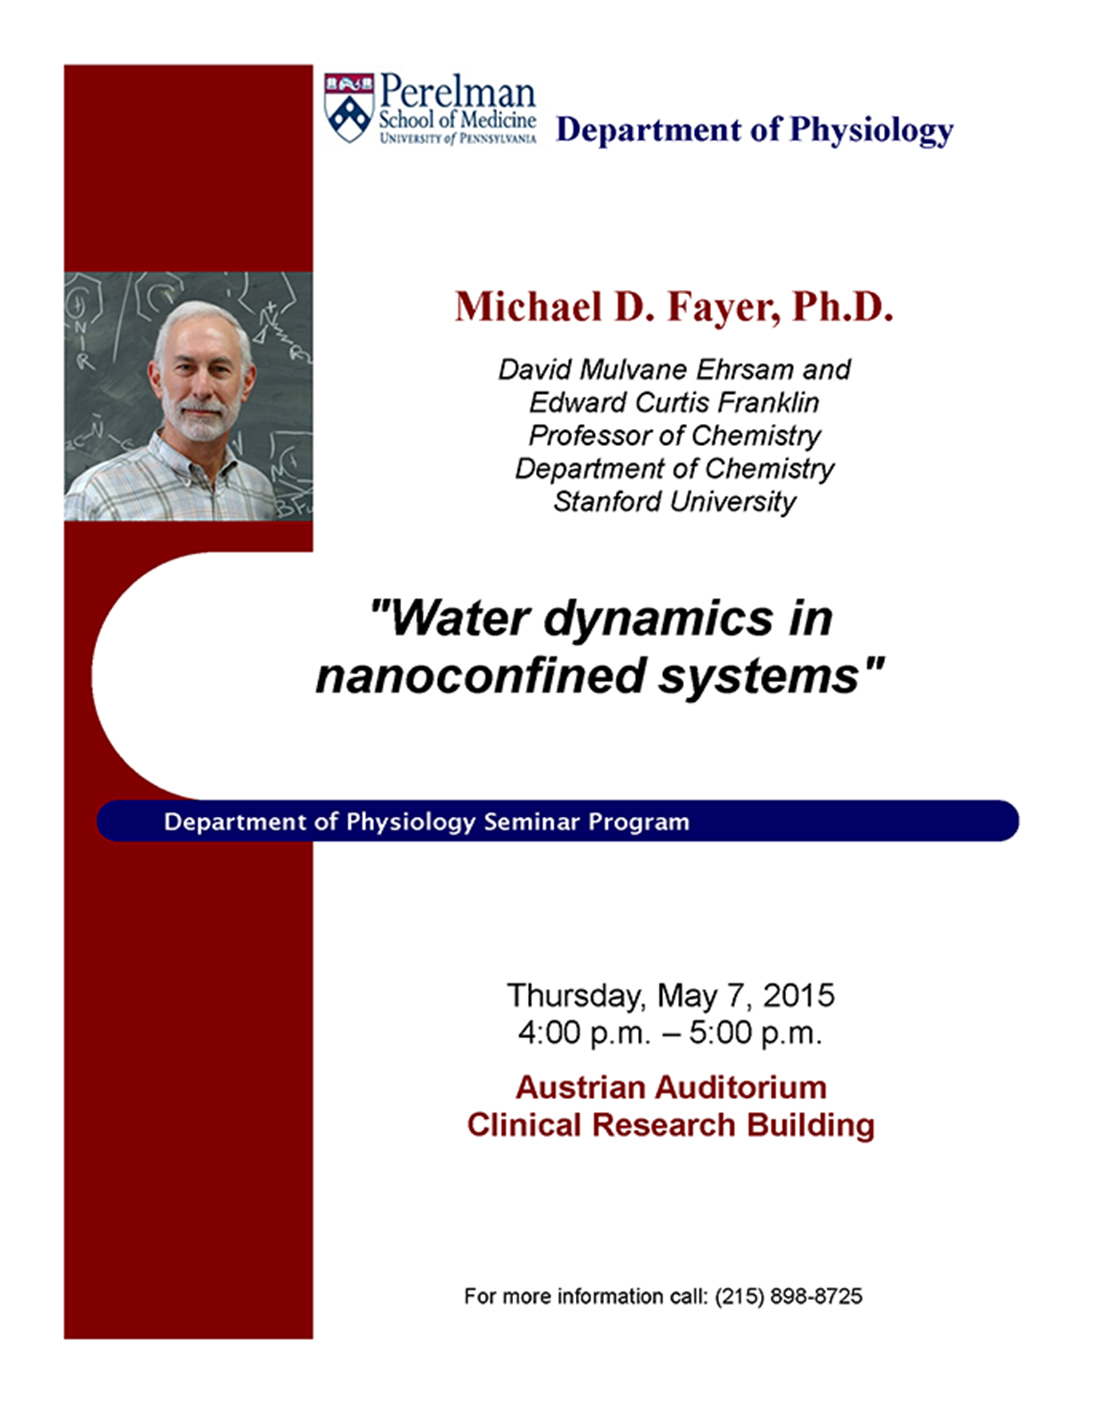 Perelman
School of Medicine
UNIVERSITY of PENNSYLVANIA
Department of Physiology
Michael D. Fayer, Ph.D.
David Mulvane Ehrsam and
Edward Curtis Franklin
Professor of Chemistry
Department of Chemistry
Stanford University
"Water dynamics in
nanoconfined systems"
Department of Physiology Seminar Program
Thursday, May 7, 2015
4:00 p.m. – 5:00 p.m.
Austrian Auditorium
Clinical Research Building
For more information call: (215) 898-8725